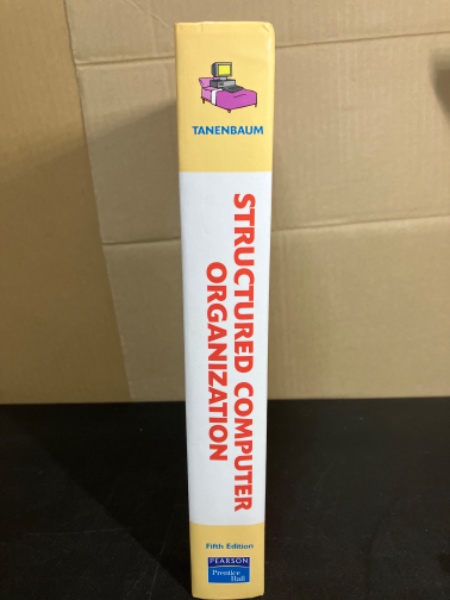 TANENBAUM
STRUCTURED COMPUTER
ORGANIZATION
Fifth Edition
PEARSON
Prentice
Hall